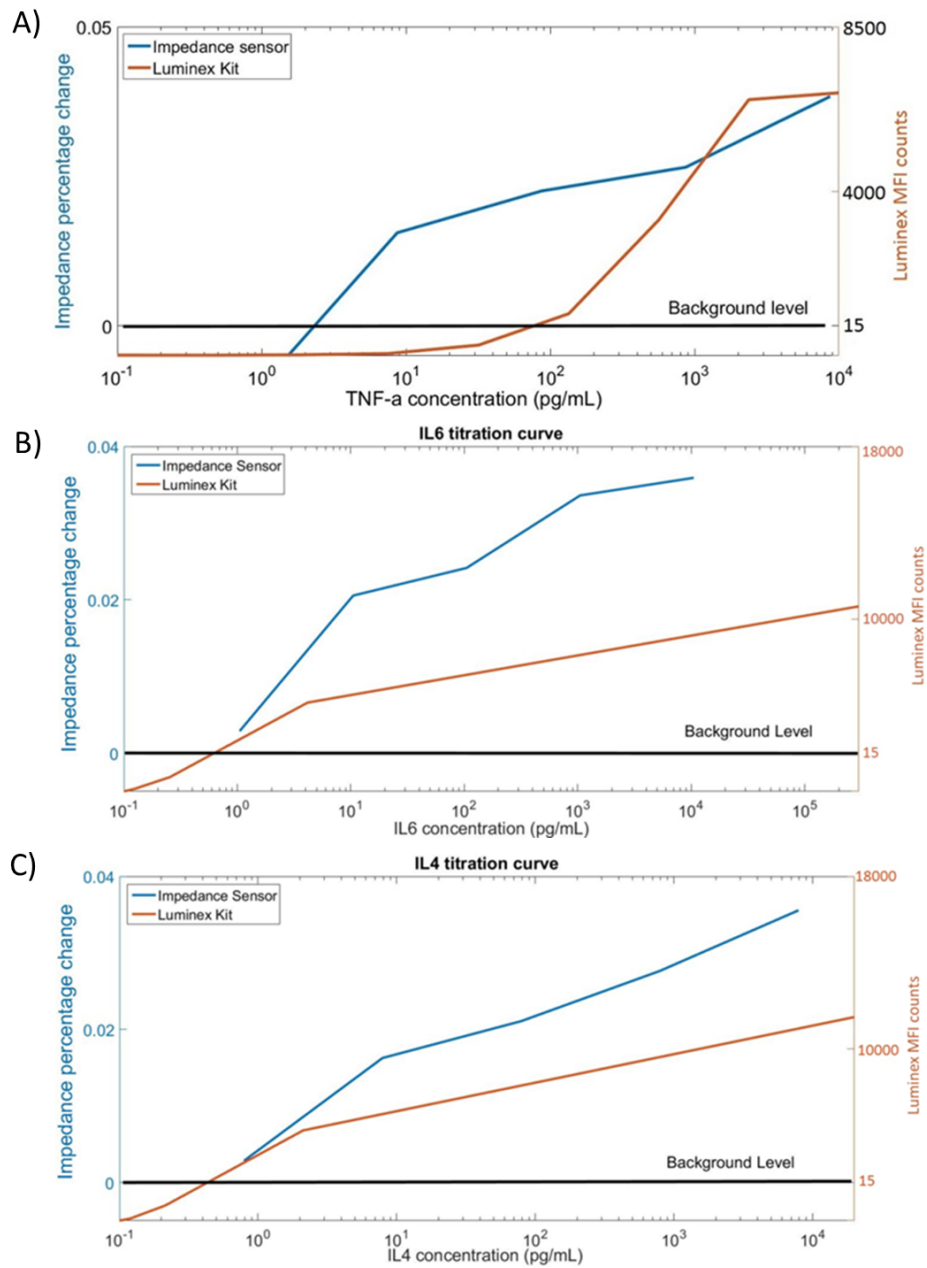 A)
0.05
8500
Impedance sensor
Luminex Kit
Impedance percentage change
4000
Luminex MFI counts
Background level
0
15
10-1
10⁰
10¹
10²
10³
10⁴
TNF-a concentration (pg/mL)
B)
IL6 titration curve
0.04
18000
Impedance Sensor
Luminex Kit
Impedance percentage change
0.02
10000
Luminex MFI counts
Background Level
0
15
10-1
10⁰
10¹
10²
10³
10⁴
10⁵
IL6 concentration (pg/mL)
C)
IL4 titration curve
0.04
18000
Impedance Sensor
Luminex Kit
Impedance percentage change
0.02
10000
Luminex MFI counts
Background Level
0
15
10-1
10⁰
10¹
10²
10³
10⁴
IL4 concentration (pg/mL)